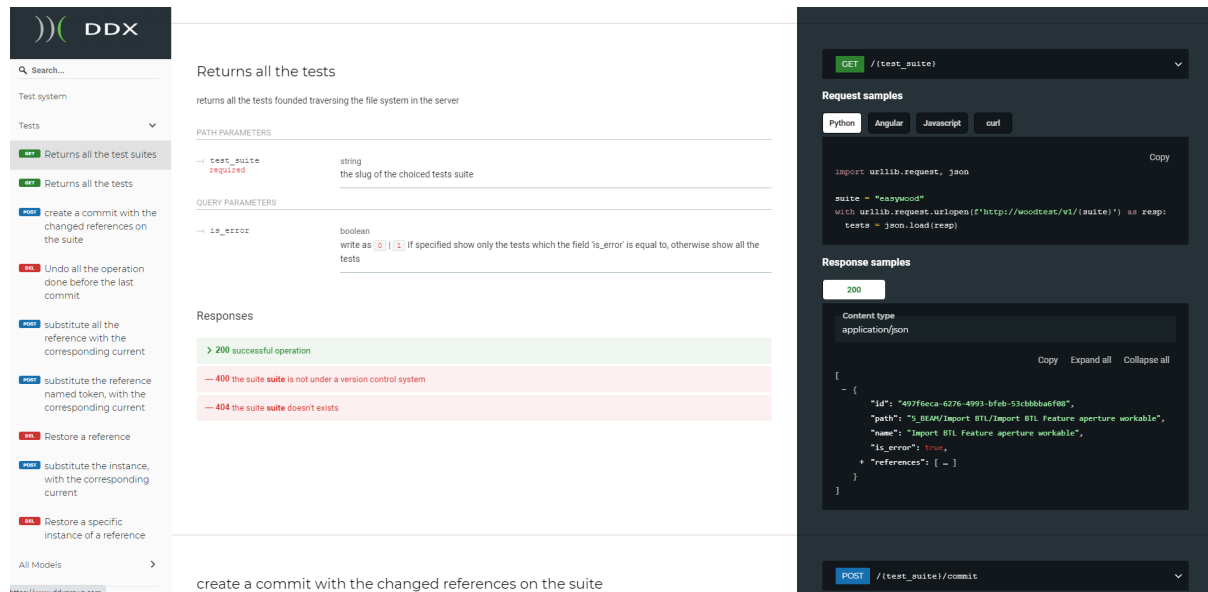 DDX
Search...
Test system
Tests
GET Returns all the test suites
GET Returns all the tests
POST create a commit with the
changed references on
the suite
DEL Undo all the operation
done before the last
commit
POST substitute all the
reference with the
corresponding current
POST substitute the reference
named token, with the
corresponding current
DEL Restore a reference
POST substitute the instance,
with the corresponding
current
DEL Restore a specific
instance of a reference
All Models
Returns all the tests
returns all the tests founded traversing the file system in the server
PATH PARAMETERS
test_suite
required
string
the slug of the choiced tests suite
QUERY PARAMETERS
is_error
boolean
write as 0 | 1 If specified show only the tests which the field 'is_error' is equal to, otherwise show all the
tests
Responses
200 successful operation
— 400 the suite suite is not under a version control system
— 404 the suite suite doesn't exists
create a commit with the changed references on the suite
GET /{test_suite}
Request samples
Python Angular Javascript curl
Copy
import urllib.request, json
suite = "easywood"
with urllib.request.urlopen(f'http://woodtest/v1/{suite}') as resp:
tests = json.load(resp)
Response samples
200
Content type
application/json
Copy Expand all Collapse all
[
- {
"id": "497f6eca-6276-4993-bfeb-53cbbbba6f08",
"path": "5_BEAM/Import BTL/Import BTL Feature aperture workable",
"name": "Import BTL Feature aperture workable",
"is_error": true,
+ "references": [ … ]
}
]
POST /{test_suite}/commit